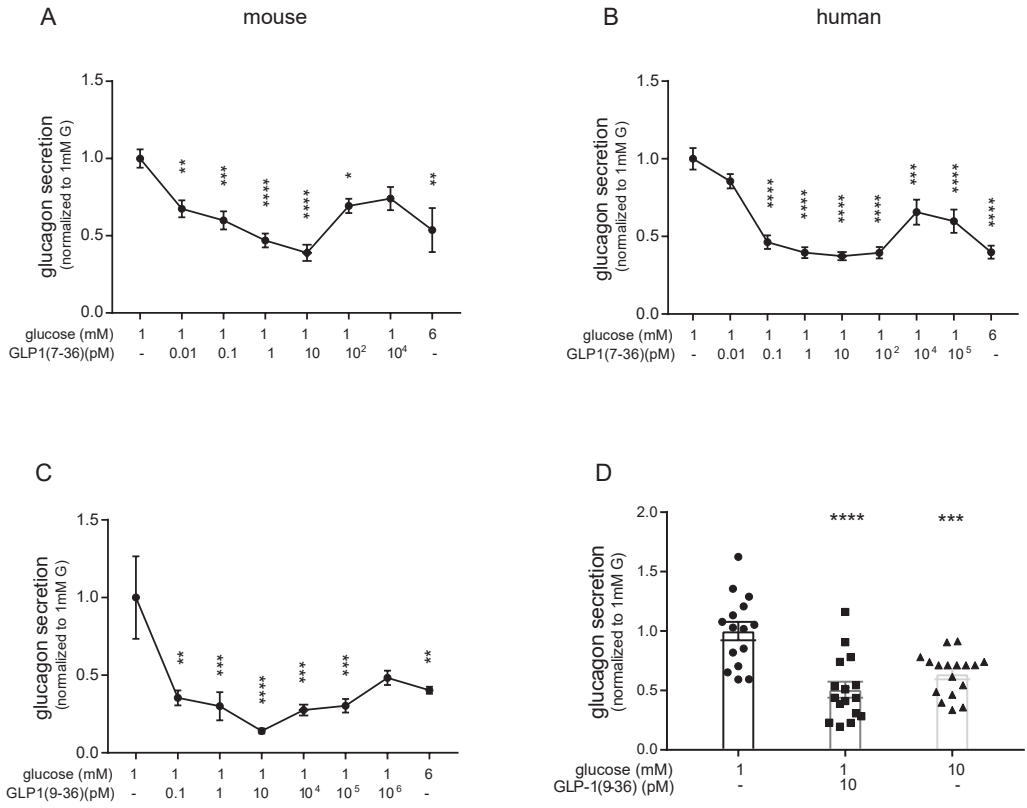 A
mouse
glucagon secretion
(normalized to 1mM G)
1.5
1.0
0.5
0.0
** *** **** **** * **
glucose (mM) 1 1 1 1 1 1 1 6
GLP1(7-36)(pM) - 0.01 0.1 1 10 10² 10⁴ -
B
human
glucagon secretion
(normalized to 1mM G)
1.5
1.0
0.5
0.0
**** **** **** **** *** **** ****
glucose (mM) 1 1 1 1 1 1 1 1 6
GLP1(7-36)(pM) - 0.01 0.1 1 10 10² 10⁴ 10⁵ -
C
glucagon secretion
(normalized to 1mM G)
1.5
1.0
0.5
0.0
** *** **** *** *** **
glucose (mM) 1 1 1 1 1 1 1 6
GLP1(9-36)(pM) - 0.1 1 10 10⁴ 10⁵ 10⁶ -
D
glucagon secretion
(normalized to 1mM G)
2.0
1.5
1.0
0.5
0.0
**** ***
glucose (mM) 1 1 10
GLP-1(9-36) (pM) - 10 -